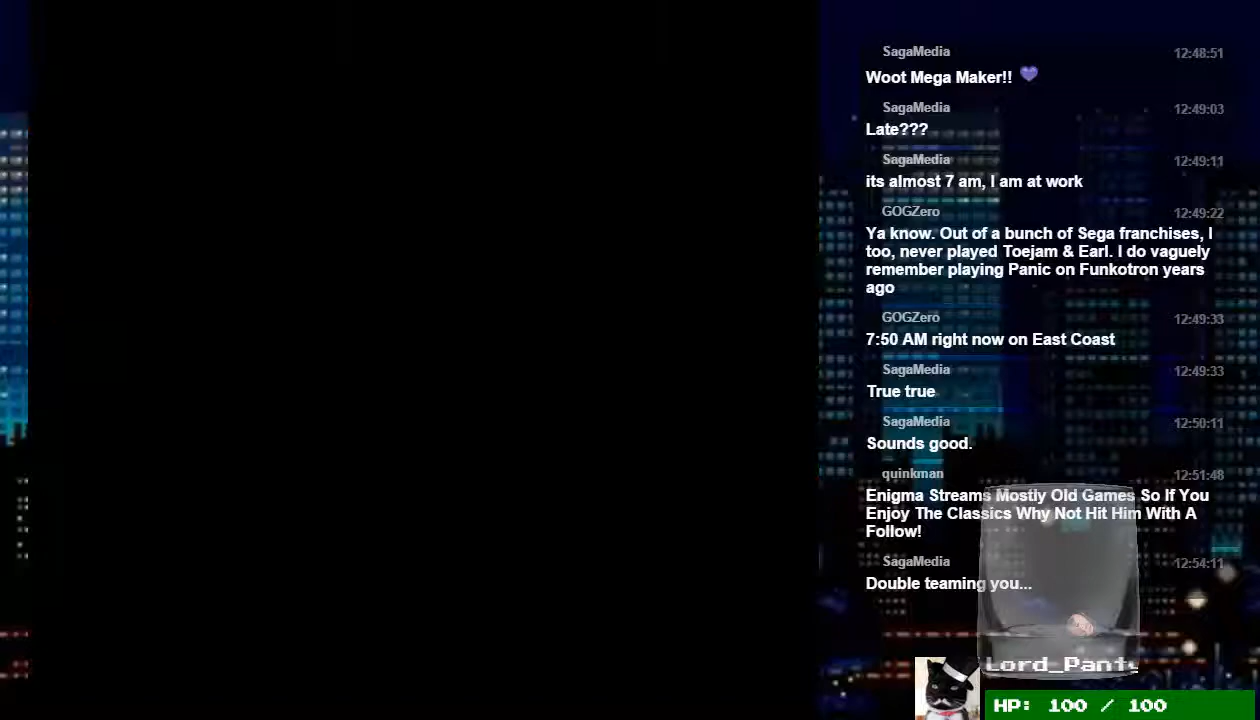 SagaMedia 12:48:51
Woot Mega Maker!! 💜
SagaMedia 12:49:03
Late???
SagaMedia 12:49:11
its almost 7 am, I am at work
GOGZero 12:49:22
Ya know. Out of a bunch of Sega franchises, I
too, never played Toejam & Earl. I do vaguely
remember playing Panic on Funkotron years
ago
GOGZero 12:49:33
7:50 AM right now on East Coast
SagaMedia 12:49:33
True true
SagaMedia 12:50:11
Sounds good.
quinkman 12:51:48
Enigma Streams Mostly Old Games So If You
Enjoy The Classics Why Not Hit Him With A
Follow!
SagaMedia 12:54:11
Double teaming you...
Lord_Panty
HP: 100 / 100